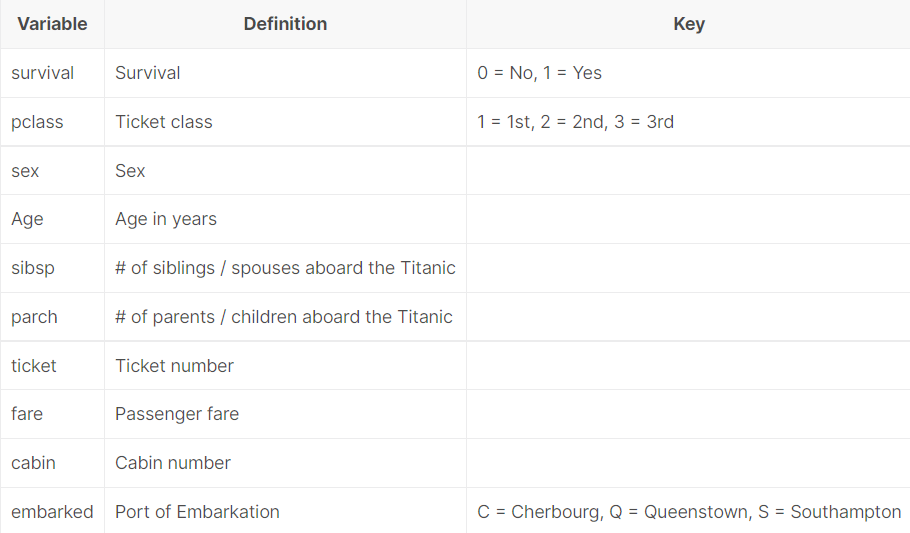 Variable Definition Key
survival Survival 0 = No, 1 = Yes
pclass Ticket class 1 = 1st, 2 = 2nd, 3 = 3rd
sex Sex
Age Age in years
sibsp # of siblings / spouses aboard the Titanic
parch # of parents / children aboard the Titanic
ticket Ticket number
fare Passenger fare
cabin Cabin number
embarked Port of Embarkation C = Cherbourg, Q = Queenstown, S = Southampton